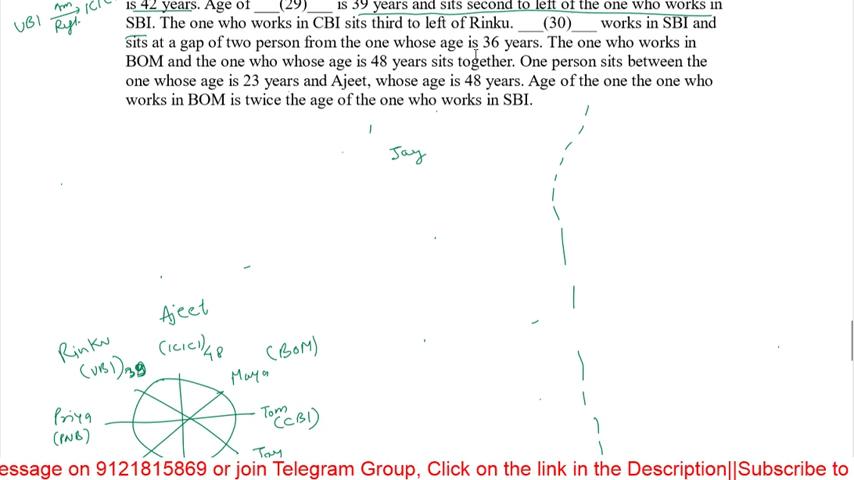 is 42 years. Age of ___(29)___ is 39 years and sits second to left of the one who works in
SBI. The one who works in CBI sits third to left of Rinku. ___(30)___ works in SBI and
sits at a gap of two person from the one whose age is 36 years. The one who works in
BOM and the one who whose age is 48 years sits together. One person sits between the
one whose age is 23 years and Ajeet, whose age is 48 years. Age of the one the one who
works in BOM is twice the age of the one who works in SBI.
UBI
Jay
Ajeet
Rinku
(ICICI)48
(BOM)
(UBI)39
Maya
Priya
Tom
(CBI)
(PNB)
essage on 9121815869 or join Telegram Group, Click on the link in the Description||Subscribe to